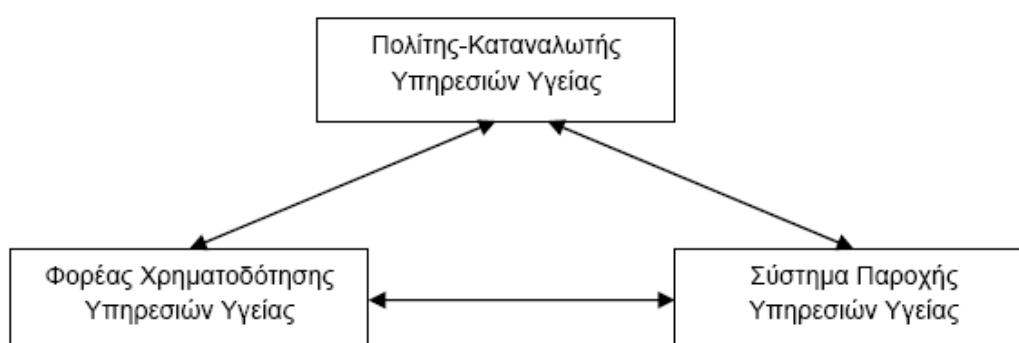 Πολίτης-Καταναλωτής
Υπηρεσιών Υγείας
Φορέας Χρηματοδότησης
Υπηρεσιών Υγείας
Σύστημα Παροχής
Υπηρεσιών Υγείας